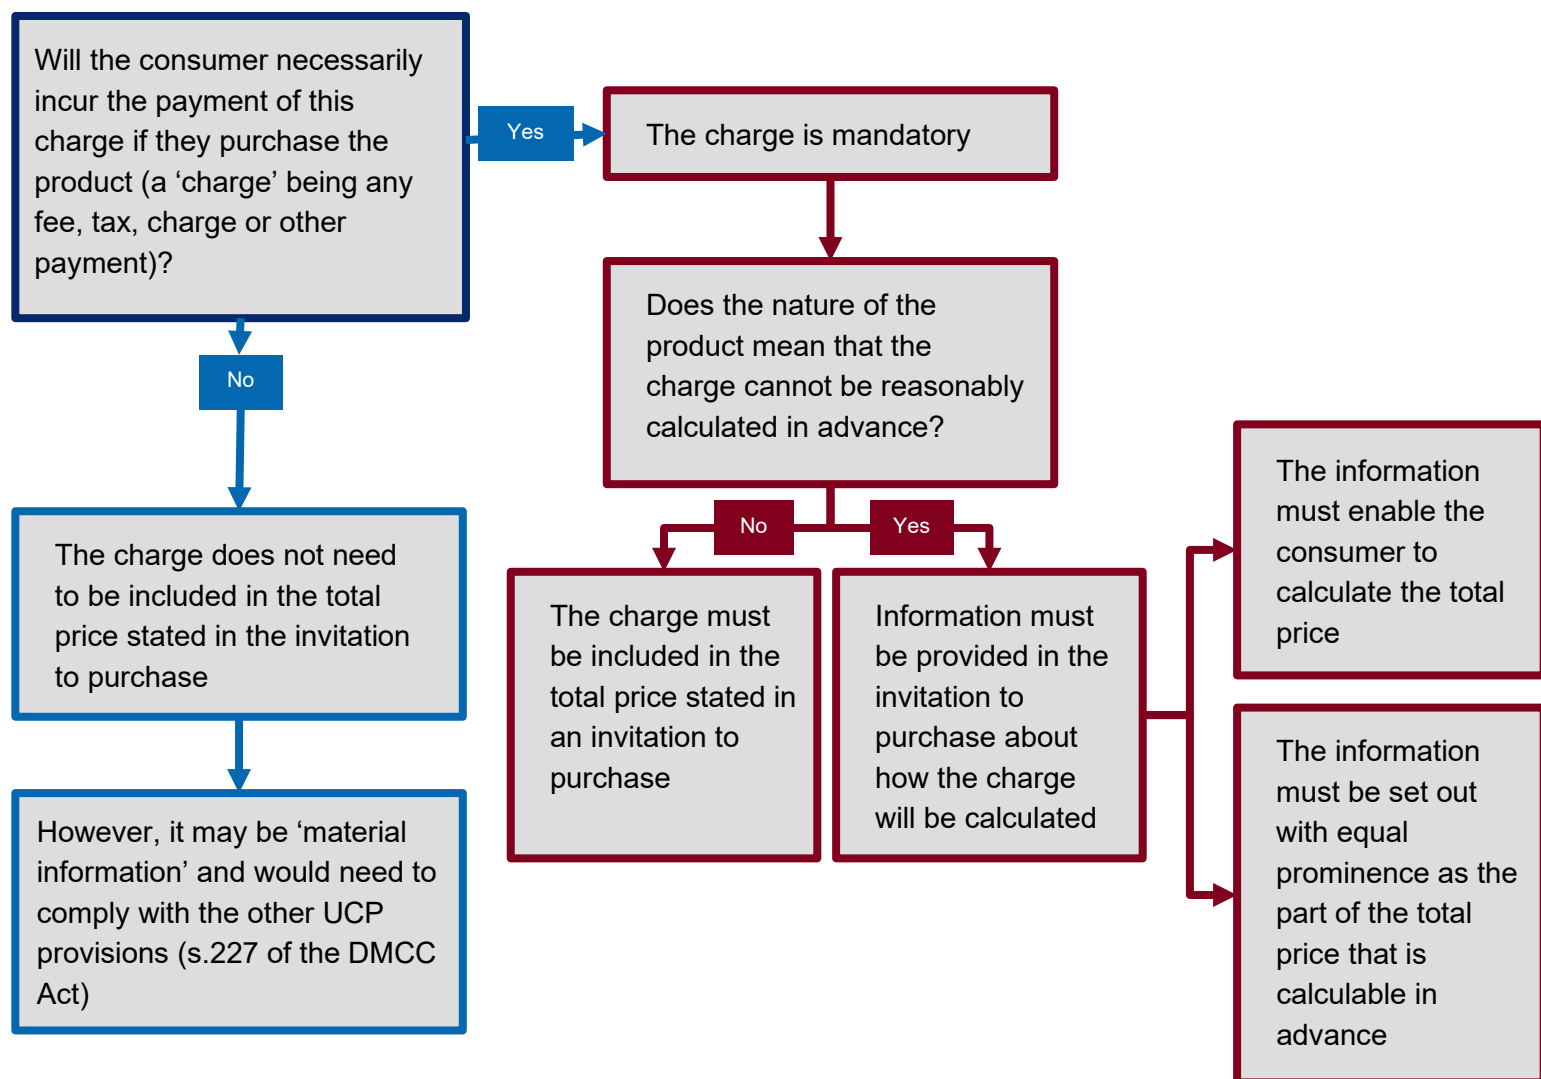 Will the consumer necessarily
incur the payment of this
charge if they purchase the
product (a ‘charge’ being any
fee, tax, charge or other
payment)?
Yes
The charge is mandatory
No
Does the nature of the
product mean that the
charge cannot be reasonably
calculated in advance?
No
Yes
The charge does not need
to be included in the total
price stated in the invitation
to purchase
However, it may be ‘material
information’ and would need to
comply with the other UCP
provisions (s.227 of the DMCC
Act)
The charge must
be included in the
total price stated in
an invitation to
purchase
Information must
be provided in the
invitation to
purchase about
how the charge
will be calculated
The information
must enable the
consumer to
calculate the total
price
The information
must be set out
with equal
prominence as the
part of the total
price that is
calculable in
advance